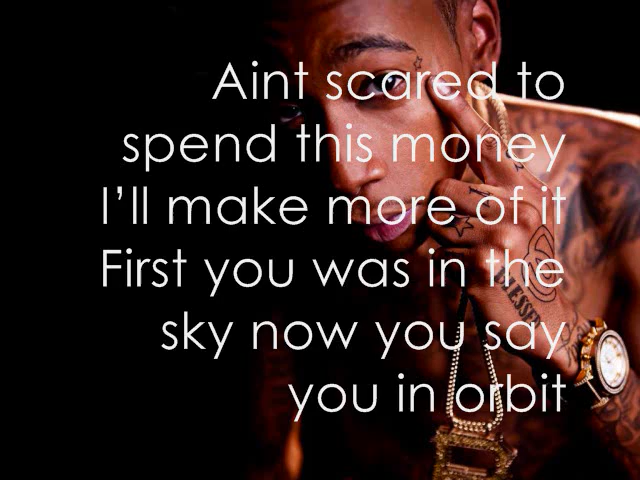 Aint scared to
spend this money
I'll make more of it
First you was in the
sky now you say
you in orbit